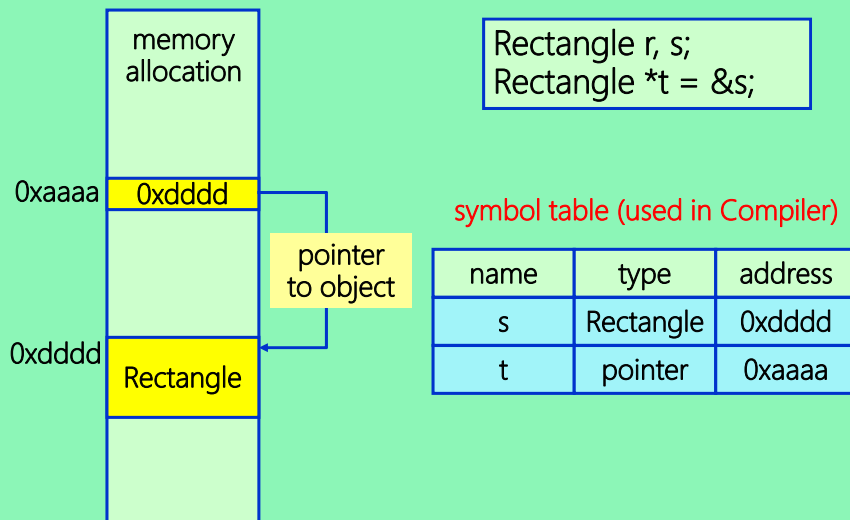 memory
allocation
0xaaaa
0xdddd
pointer
to object
0xdddd
Rectangle
Rectangle r, s;
Rectangle *t = &s;
symbol table (used in Compiler)
name type address
s Rectangle 0xdddd
t pointer 0xaaaa